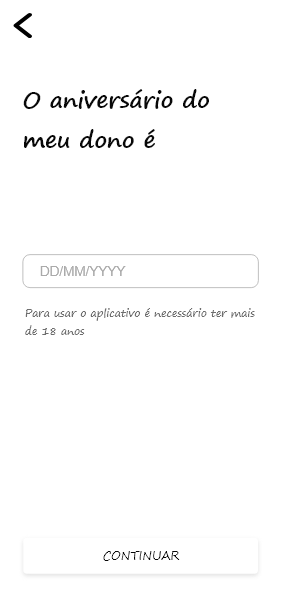 O aniversário do
meu dono é
DD/MM/YYYY
Para usar o aplicativo é necessário ter mais
de 18 anos
CONTINUAR